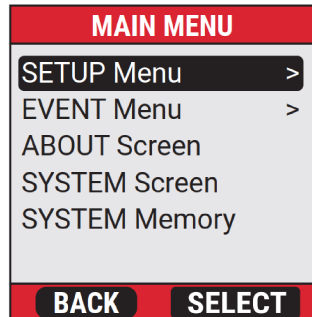 MAIN MENU
SETUP Menu >
EVENT Menu >
ABOUT Screen
SYSTEM Screen
SYSTEM Memory
BACK SELECT